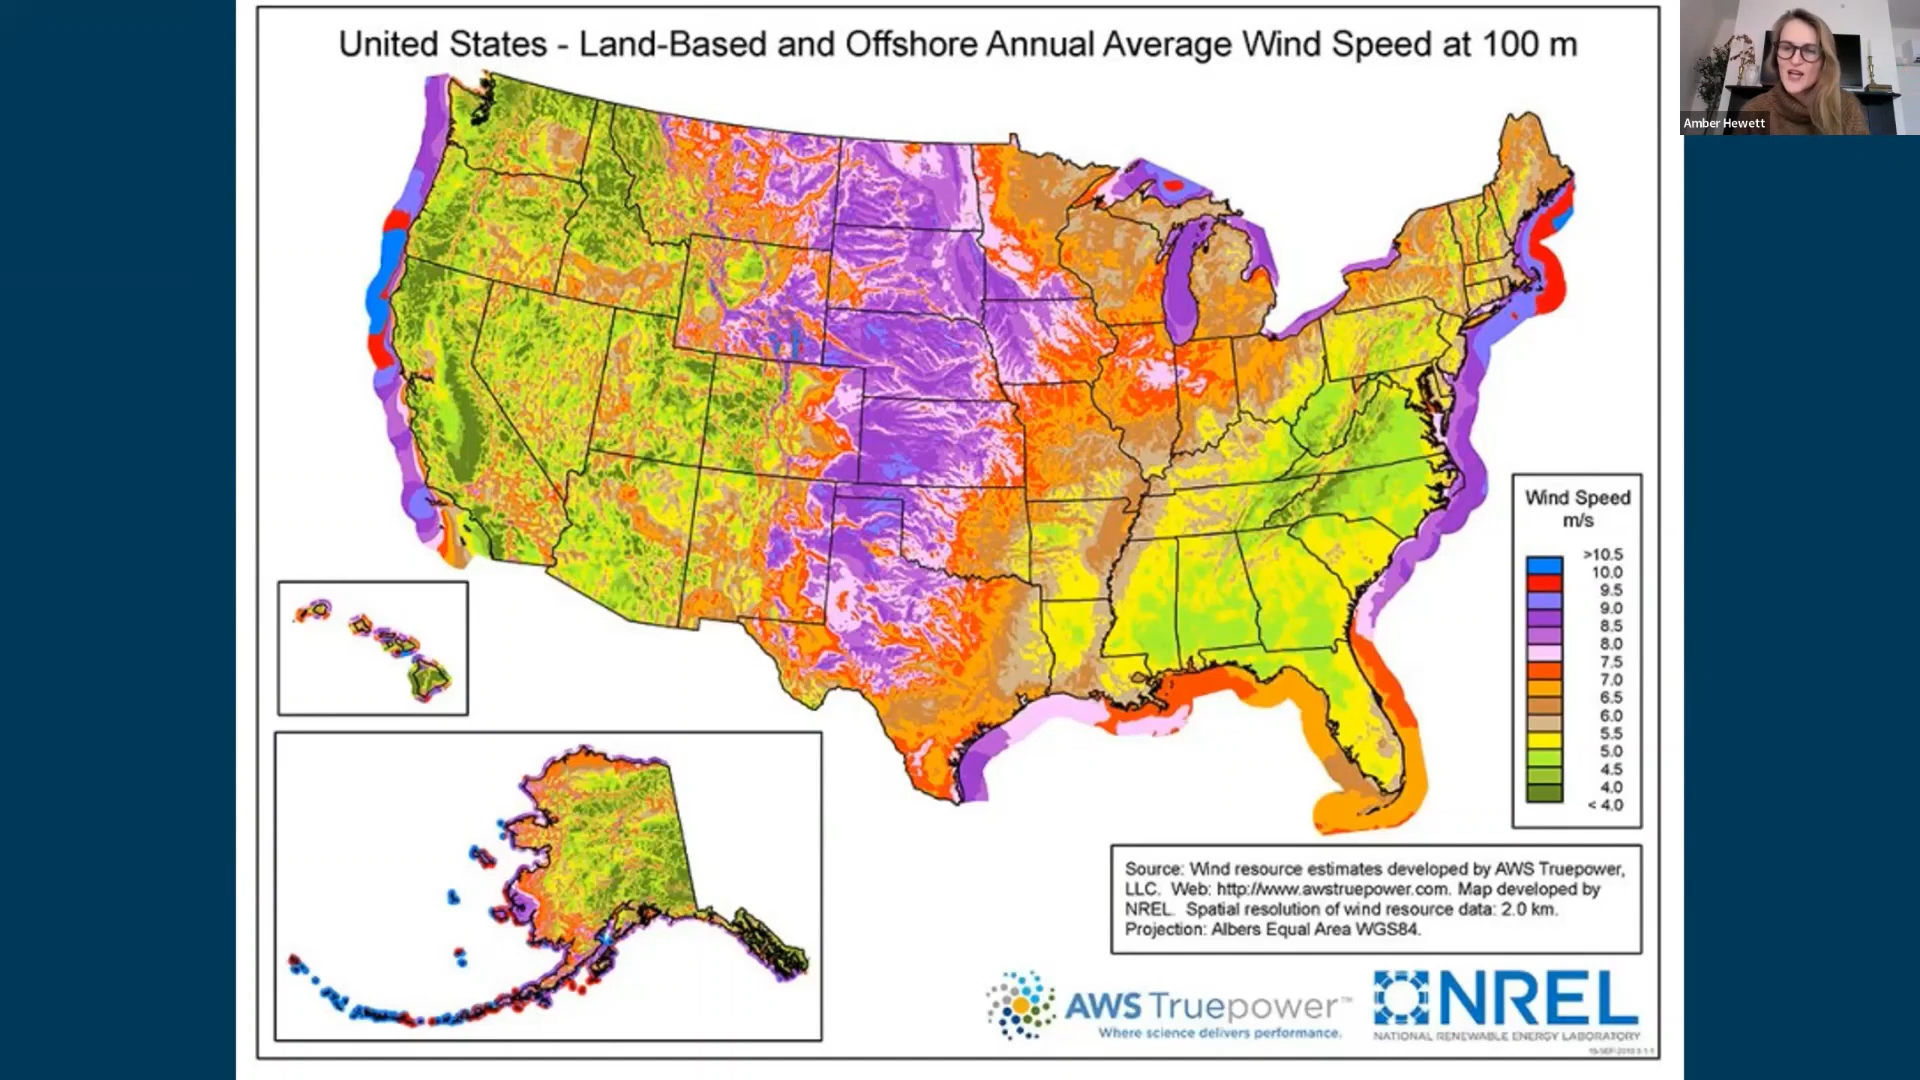 United States - Land-Based and Offshore Annual Average Wind Speed at 100 m
Amber Hewett
Wind Speed
m/s
>10.5
10.0
9.5
9.0
8.5
8.0
7.5
7.0
6.5
6.0
5.5
5.0
4.5
4.0
< 4.0
Source: Wind resource estimates developed by AWS Truepower,
LLC. Web: http://www.awstruepower.com. Map developed by
NREL. Spatial resolution of wind resource data: 2.0 km.
Projection: Albers Equal Area WGS84.
AWS Truepower™
Where science delivers performance.
NREL
NATIONAL RENEWABLE ENERGY LABORATORY